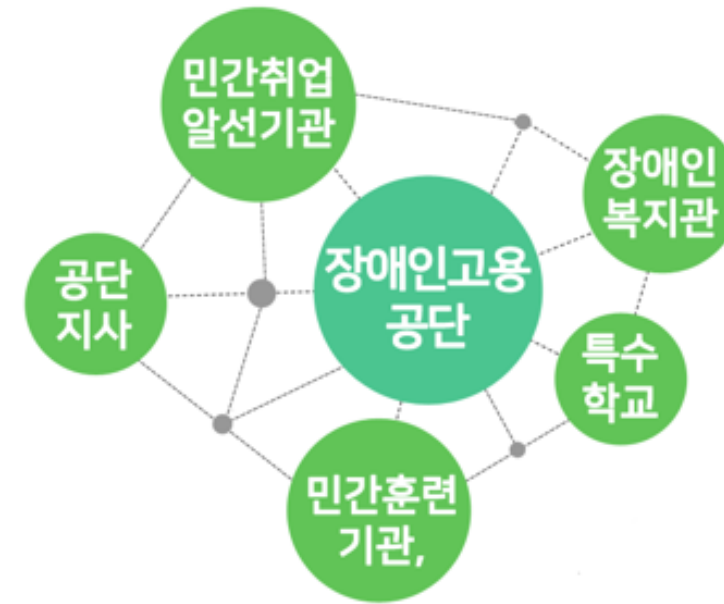 민간취업
알선기관
장애인
복지관
장애인고용
공단
공단
지사
특수
학교
민간훈련
기관,